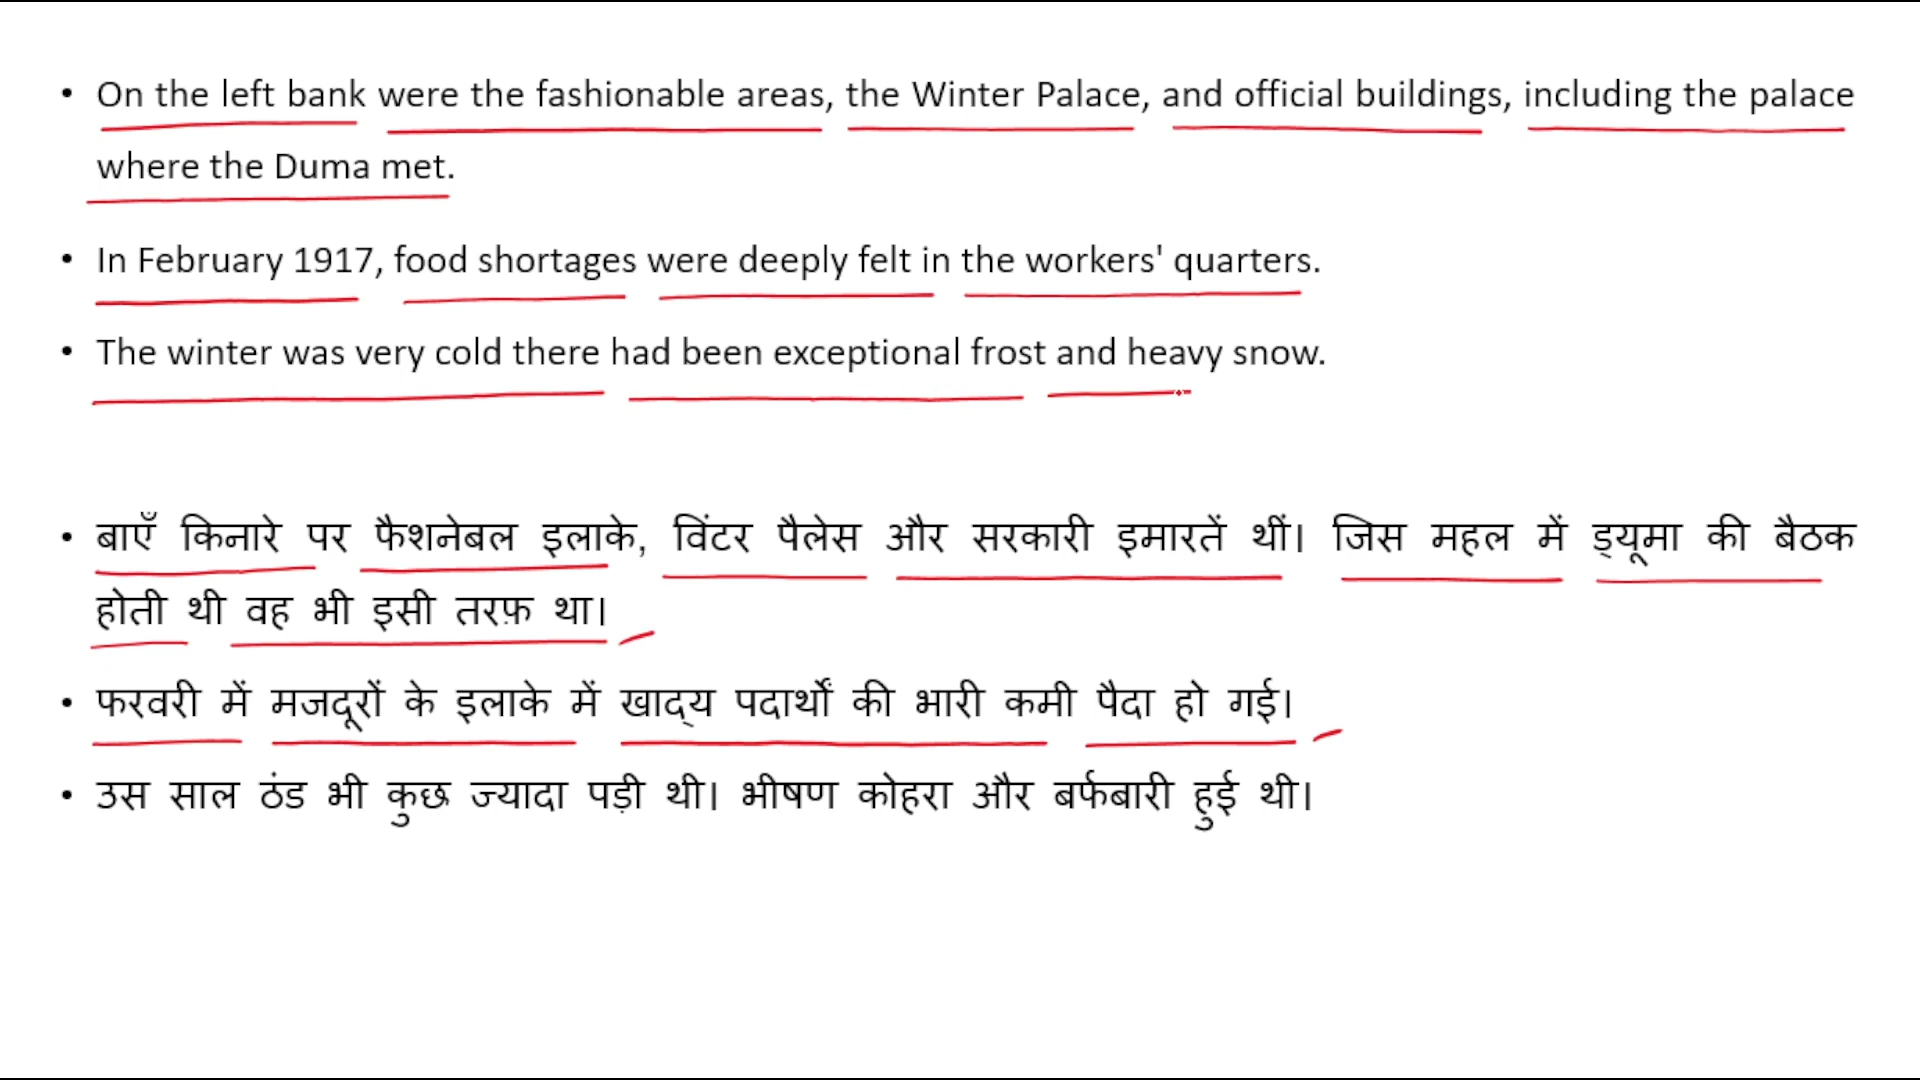 • On the left bank were the fashionable areas, the Winter Palace, and official buildings, including the palace
where the Duma met.
• In February 1917, food shortages were deeply felt in the workers' quarters.
• The winter was very cold there had been exceptional frost and heavy snow.
• बाएँ किनारे पर फैशनेबल इलाके, विंटर पैलेस और सरकारी इमारतें थीं। जिस महल में ड्यूमा की बैठक
होती थी वह भी इसी तरफ़ था।
• फरवरी में मजदूरों के इलाके में खाद्य पदार्थों की भारी कमी पैदा हो गई।
• उस साल ठंड भी कुछ ज्यादा पड़ी थी। भीषण कोहरा और बर्फबारी हुई थी।